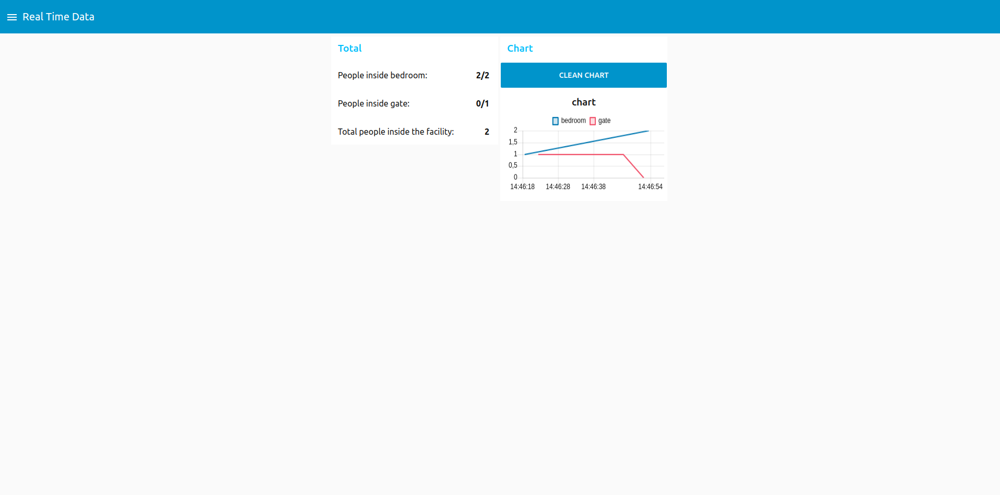 Real Time Data
Total
People inside bedroom: 2/2
People inside gate: 0/1
Total people inside the facility: 2
Chart
CLEAN CHART
chart
bedroom gate
2
1,5
1
0,5
0
14:46:18 14:46:28 14:46:38 14:46:54